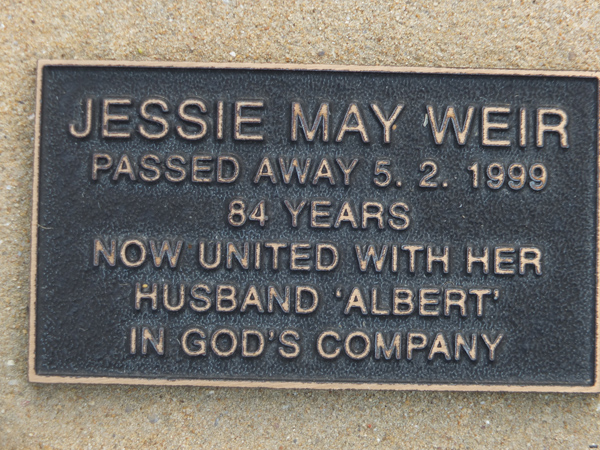 JESSIE MAY WEIR
PASSED AWAY 5. 2. 1999
84 YEARS
NOW UNITED WITH HER
HUSBAND 'ALBERT'
IN GOD'S COMPANY